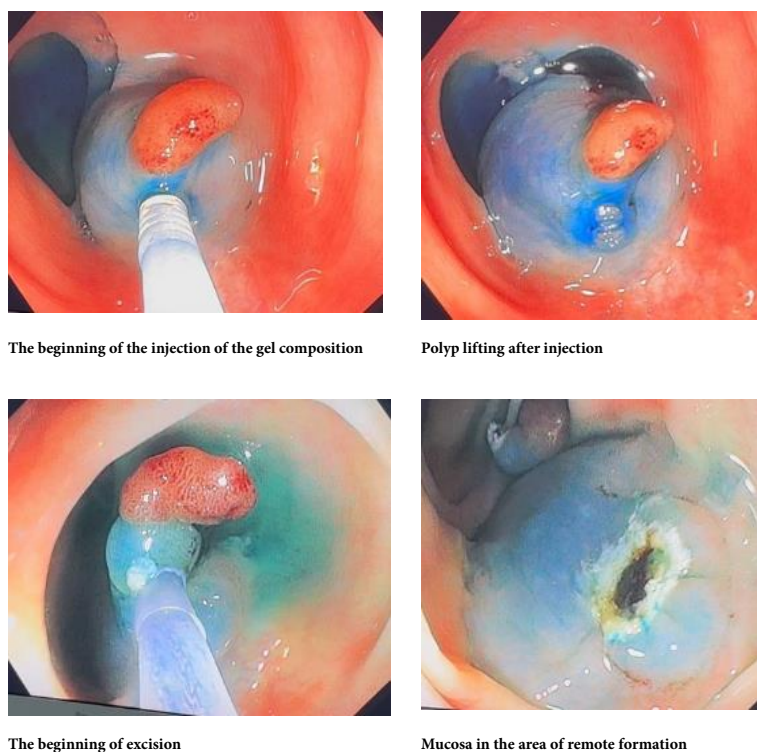 The beginning of the injection of the gel composition
Polyp lifting after injection
The beginning of excision
Mucosa in the area of remote formation